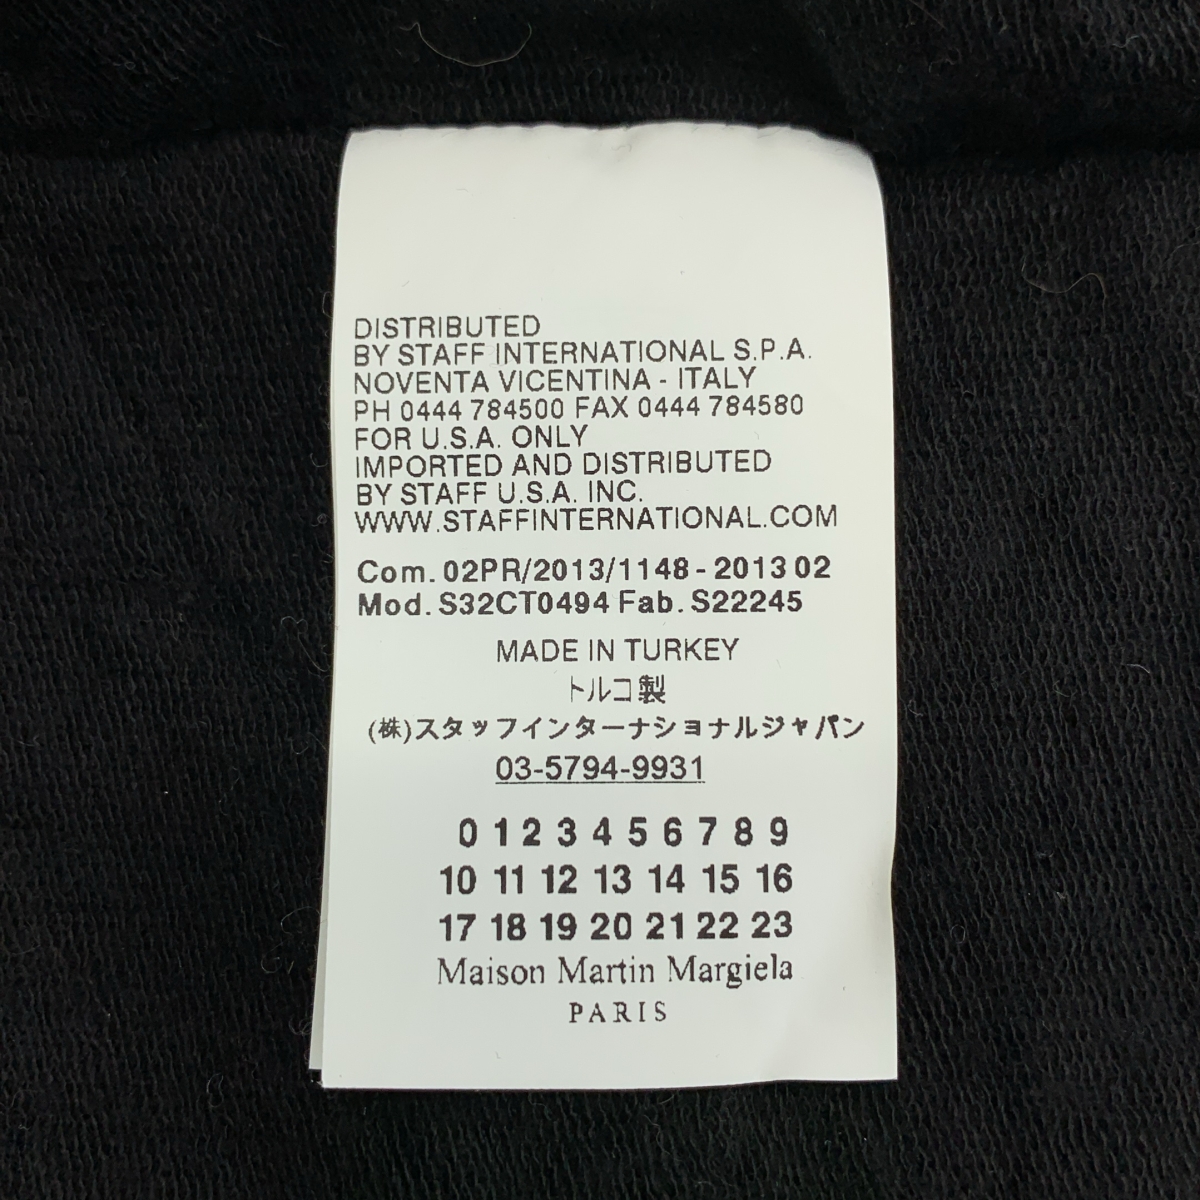 DISTRIBUTED
BY STAFF INTERNATIONAL S.P.A.
NOVENTA VICENTINA - ITALY
PH 0444 784500 FAX 0444 784580
FOR U.S.A. ONLY
IMPORTED AND DISTRIBUTED
BY STAFF U.S.A. INC.
WWW.STAFFINTERNATIONAL.COM
Com. 02PR/2013/1148 - 2013 02
Mod. S32CT0494 Fab. S22245
MADE IN TURKEY
トルコ製
(株)スタッフインターナショナルジャパン
03-5794-9931
0 1 2 3 4 5 6 7 8 9
10 11 12 13 14 15 16
17 18 19 20 21 22 23
Maison Martin Margiela
PARIS